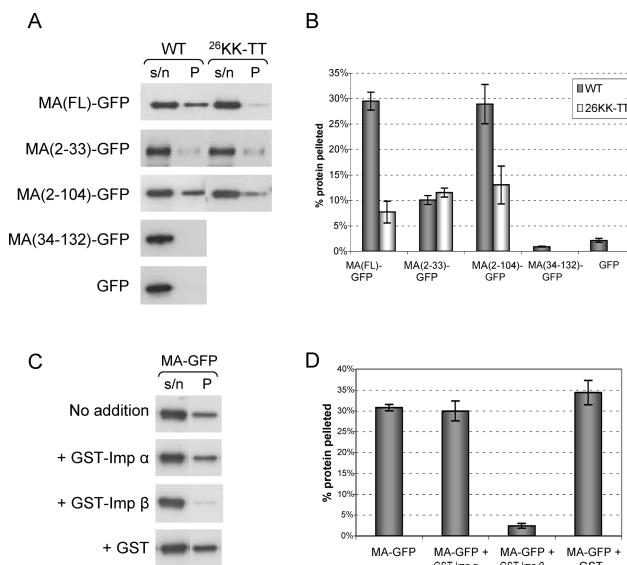 A
WT ²⁶KK-TT
s/n P s/n P
MA(FL)-GFP
MA(2-33)-GFP
MA(2-104)-GFP
MA(34-132)-GFP
GFP
B
% protein pelleted
35%
30%
25%
20%
15%
10%
5%
0%
WT
26KK-TT
MA(FL)-GFP
MA(2-33)-GFP
MA(2-104)-GFP
MA(34-132)-GFP
GFP
C
MA-GFP
s/n P
No addition
+ GST-Imp α
+ GST-Imp β
+ GST
D
% protein pelleted
40%
35%
30%
25%
20%
15%
10%
5%
0%
MA-GFP
MA-GFP +
MA-GFP +
MA-GFP +